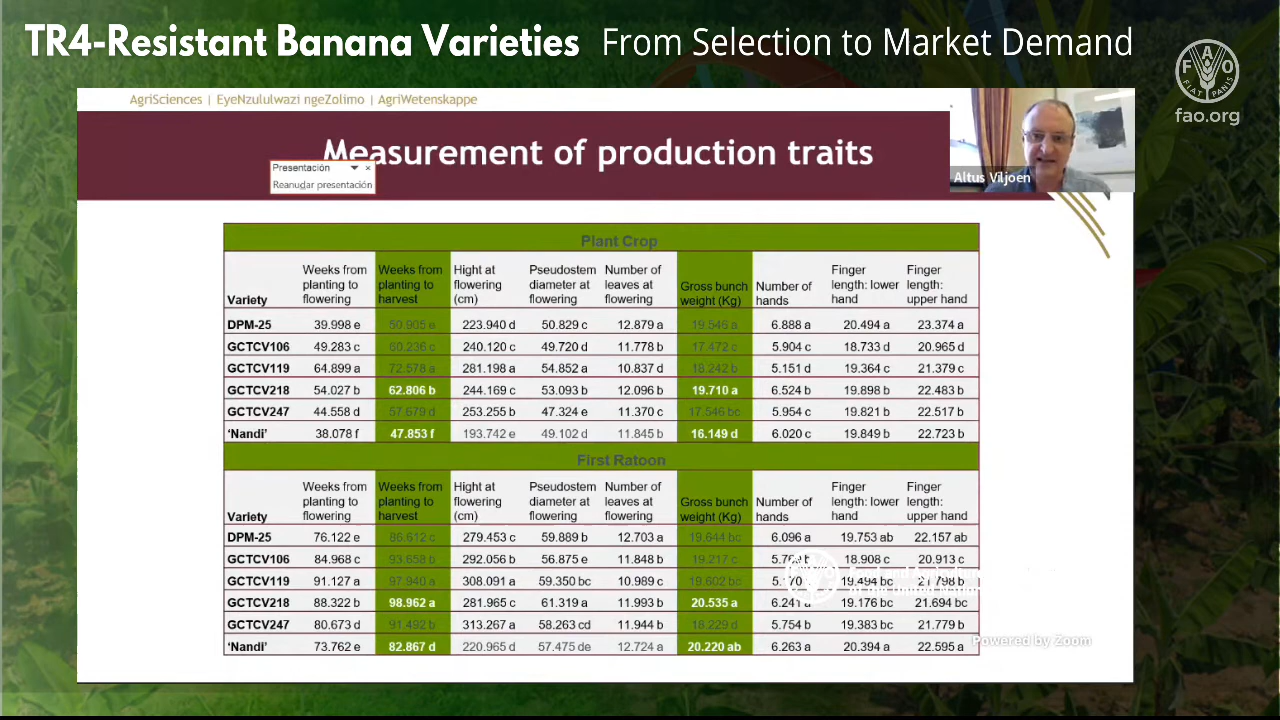 TR4-Resistant Banana Varieties From Selection to Market Demand
F A O
FIAT PANIS
fao.org
AgriSciences | EyeNzululwazi ngeZolimo | AgriWetenskappe
Measurement of production traits
Presentación
Reanudar presentación
Altus Viljoen
Plant Crop
Variety Weeks from planting to flowering Weeks from planting to harvest Hight at flowering (cm) Pseudostem diameter at flowering Number of leaves at flowering Gross bunch weight (Kg) Number of hands Finger length: lower hand Finger length: upper hand
DPM-25 39.998 e 50.905 e 223.940 d 50.829 c 12.879 a 19.546 a 6.888 a 20.494 a 23.374 a
GCTCV106 49.283 c 60.236 c 240.120 c 49.720 d 11.778 b 17.472 c 5.904 c 18.733 d 20.965 d
GCTCV119 64.899 a 72.578 a 281.198 a 54.852 a 10.837 d 18.242 b 5.151 d 19.364 c 21.379 c
GCTCV218 54.027 b 62.806 b 244.169 c 53.093 b 12.096 b 19.710 a 6.524 b 19.898 b 22.483 b
GCTCV247 44.558 d 57.679 d 253.255 b 47.324 e 11.370 c 17.546 bc 5.954 c 19.821 b 22.517 b
‘Nandi’ 38.078 f 47.853 f 193.742 e 49.102 d 11.845 b 16.149 d 6.020 c 19.849 b 22.723 b
First Ratoon
Variety Weeks from planting to flowering Weeks from planting to harvest Hight at flowering (cm) Pseudostem diameter at flowering Number of leaves at flowering Gross bunch weight (Kg) Number of hands Finger length: lower hand Finger length: upper hand
DPM-25 76.122 e 86.612 c 279.453 c 59.889 b 12.703 a 19.644 bc 6.096 a 19.753 ab 22.157 ab
GCTCV106 84.968 c 93.658 b 292.056 b 56.875 e 11.848 b 19.217 c 18.908 c 20.913 c
GCTCV119 91.127 a 97.940 a 308.091 a 59.350 bc 10.989 c 19.602 bc 19.494 bc
GCTCV218 88.322 b 98.962 a 281.965 c 61.319 a 11.993 b 20.535 a 6.241 a 19.176 bc 21.694 bc
GCTCV247 80.673 d 91.492 b 313.267 a 58.263 cd 11.944 b 18.229 d 5.754 b 19.383 bc 21.779 b
‘Nandi’ 73.762 e 82.867 d 220.965 d 57.475 de 12.724 a 20.220 ab 6.263 a 20.394 a 22.595 a
Powered by Zoom